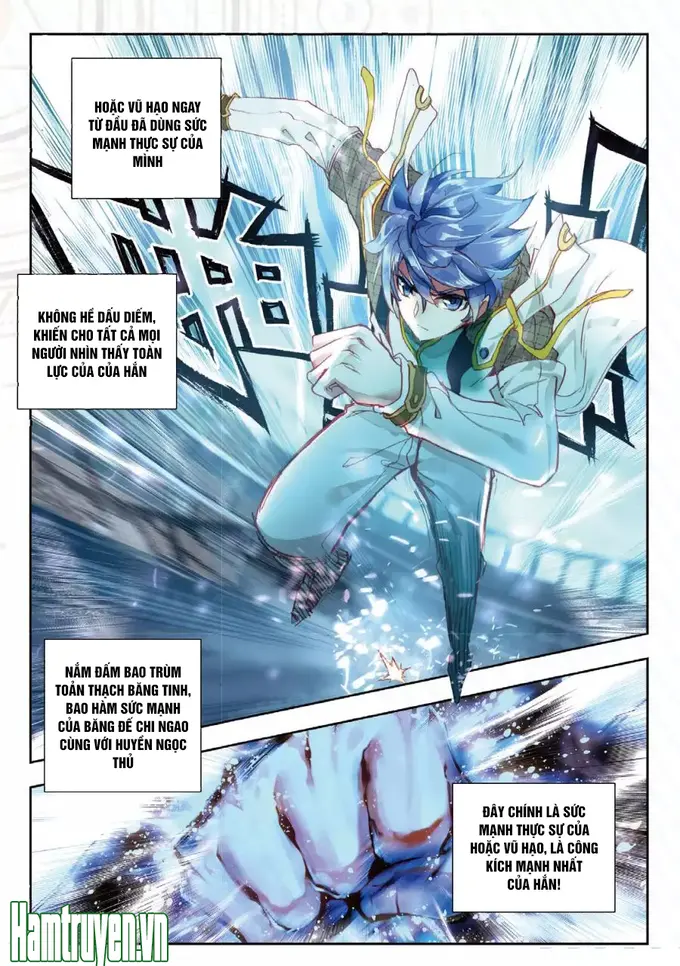 HOẶC VŨ HẠO NGAY
TỪ ĐẦU ĐÃ DÙNG SỨC
MẠNH THỰC SỰ CỦA
MÌNH
KHÔNG HỀ DẤU DIẾM,
KHIẾN CHO TẤT CẢ MỌI
NGƯỜI NHÌN THẤY TOÀN
LỰC CỦA CỦA HẮN
NẮM ĐẤM BAO TRÙM
TOẢN THẠCH BĂNG TINH,
BAO HÀM SỨC MẠNH
CỦA BĂNG ĐẾ CHI NGAO
CÙNG VỚI HUYỀN NGỌC
THỦ
ĐÂY CHÍNH LÀ SỨC
MẠNH THỰC SỰ CỦA
HOẶC VŨ HẠO, LÀ CÔNG
KÍCH MẠNH NHẤT
CỦA HẮN!
Hamtruyen.vn